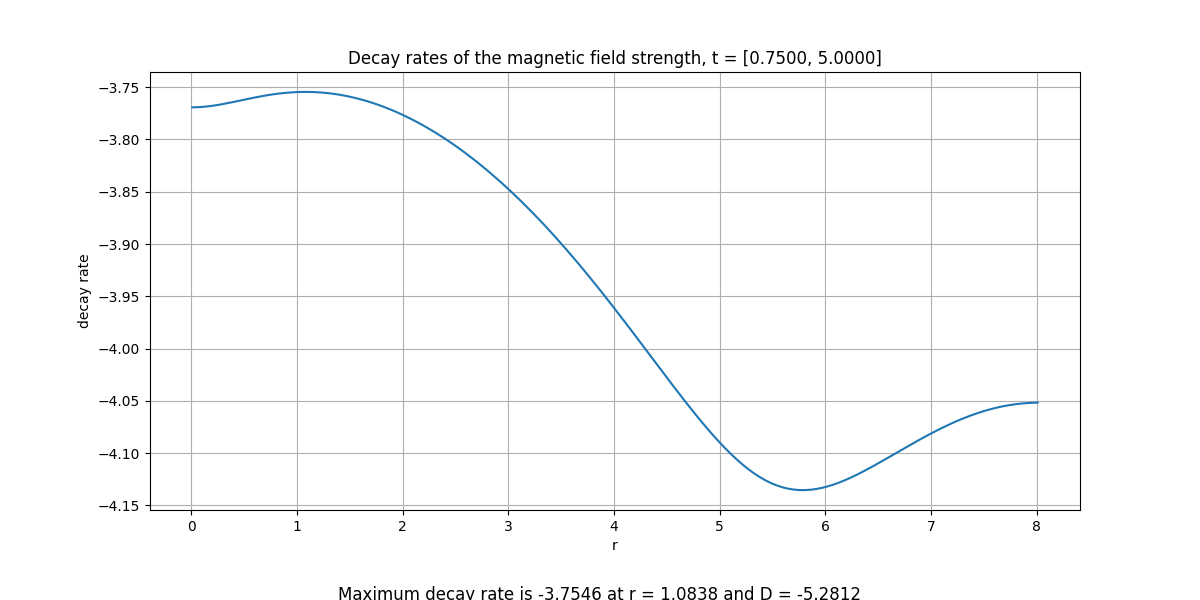 Decay rates of the magnetic field strength, t = [0.7500, 5.0000]
−3.75
−3.80
−3.85
−3.90
−3.95
−4.00
−4.05
−4.10
−4.15
decay rate
0 1 2 3 4 5 6 7 8
r
Maximum decay rate is -3.7546 at r = 1.0838 and D = -5.2812